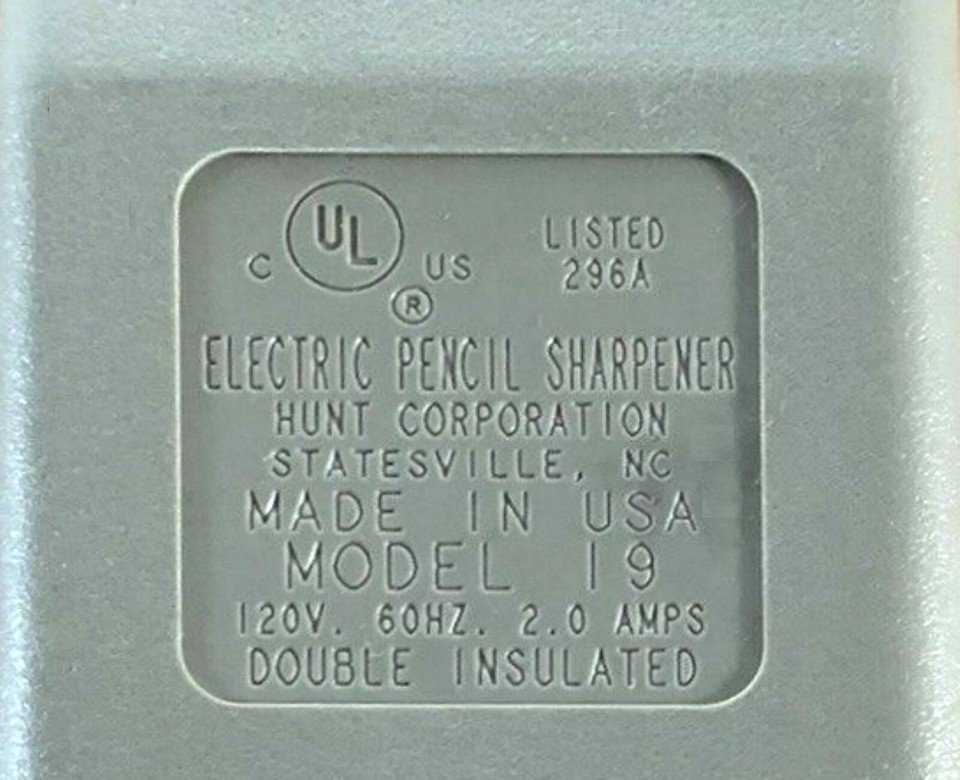 C UL US ®
LISTED
296A
ELECTRIC PENCIL SHARPENER
HUNT CORPORATION
STATESVILLE, NC
MADE IN USA
MODEL 19
120V. 60HZ. 2.0 AMPS
DOUBLE INSULATED